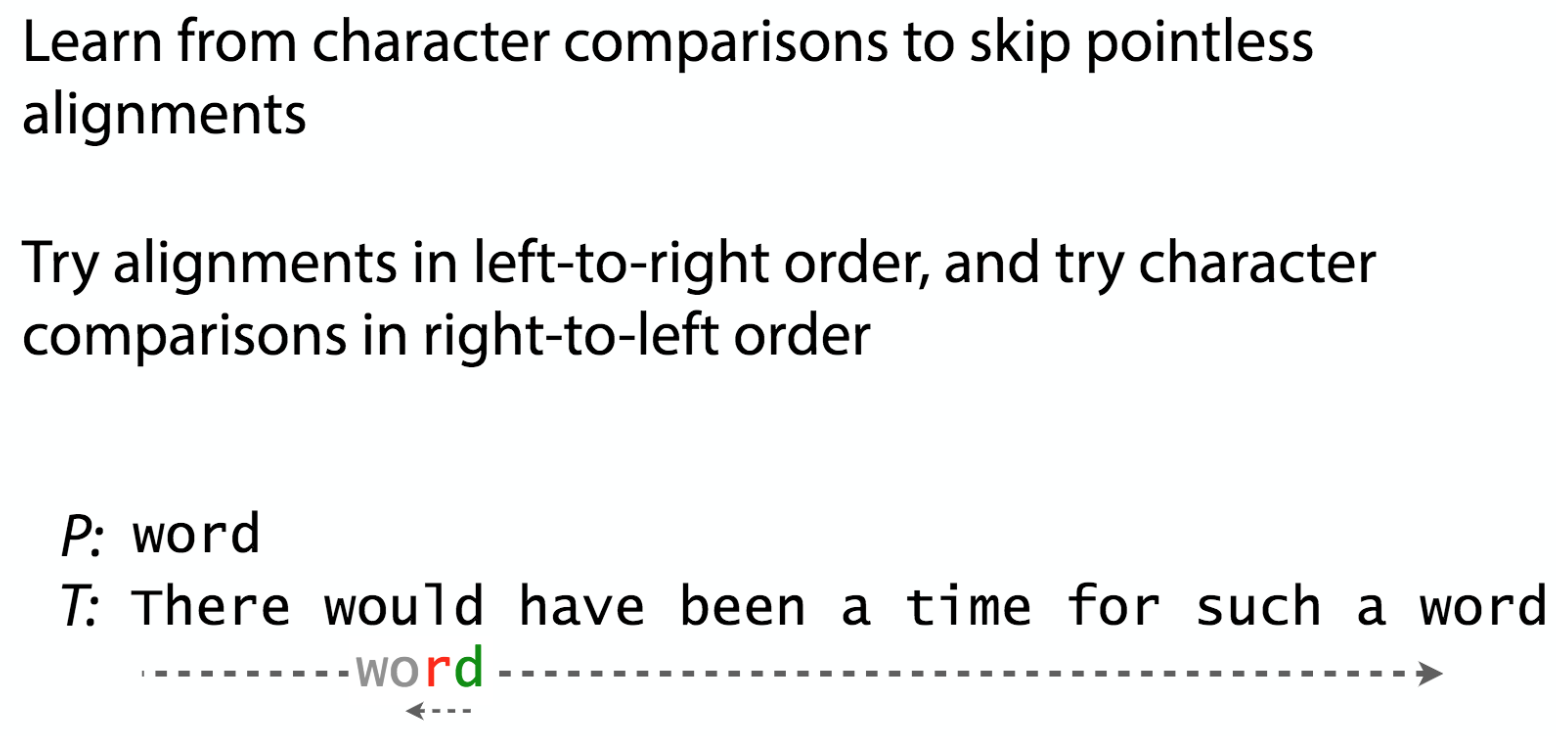 Learn from character comparisons to skip pointless
alignments
Try alignments in left-to-right order, and try character
comparisons in right-to-left order
P: word
T: There would have been a time for such a word
word